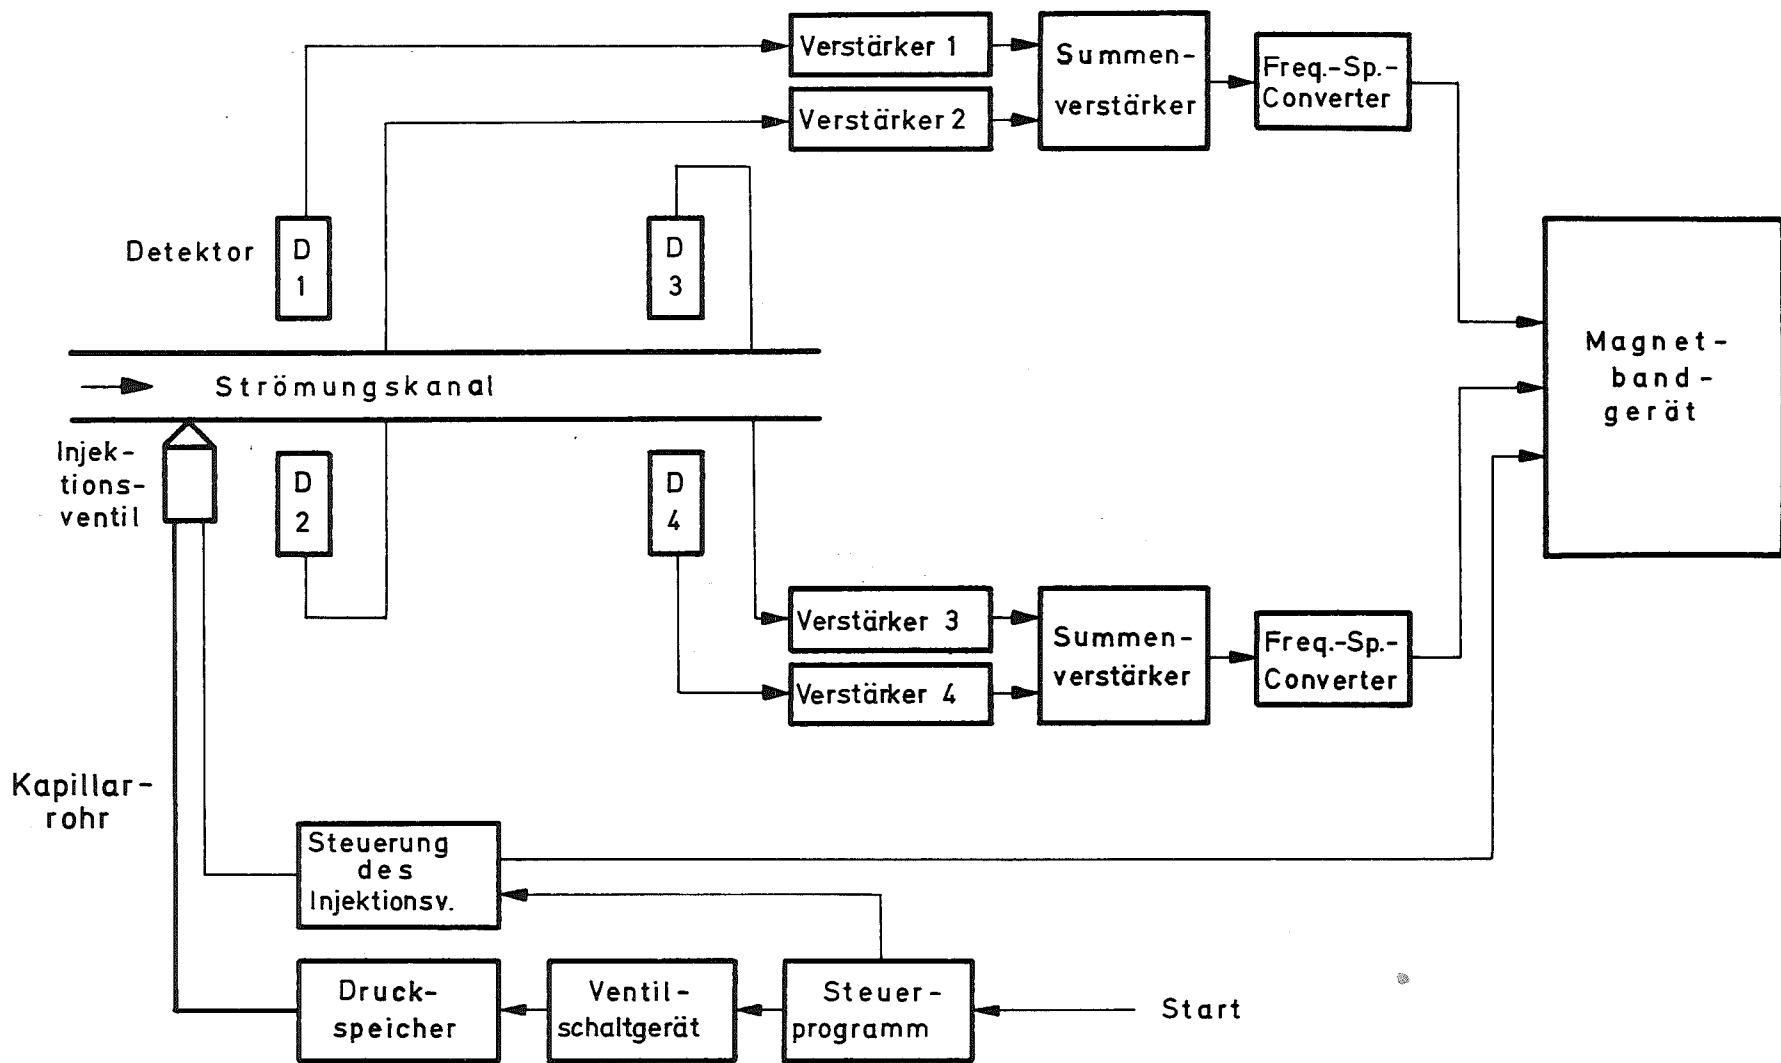 Verstärker 1
Verstärker 2
Summen-
verstärker
Freq.-Sp.-
Converter
Detektor
D
1
D
3
Magnet-
band-
gerät
Strömungskanal
Injek-
tions-
ventil
D
2
D
4
Verstärker 3
Verstärker 4
Summen-
verstärker
Freq.-Sp.-
Converter
Kapillar-
rohr
Steuerung
des
Injektionsv.
Druck-
speicher
Ventil-
schaltgerät
Steuer-
programm
Start